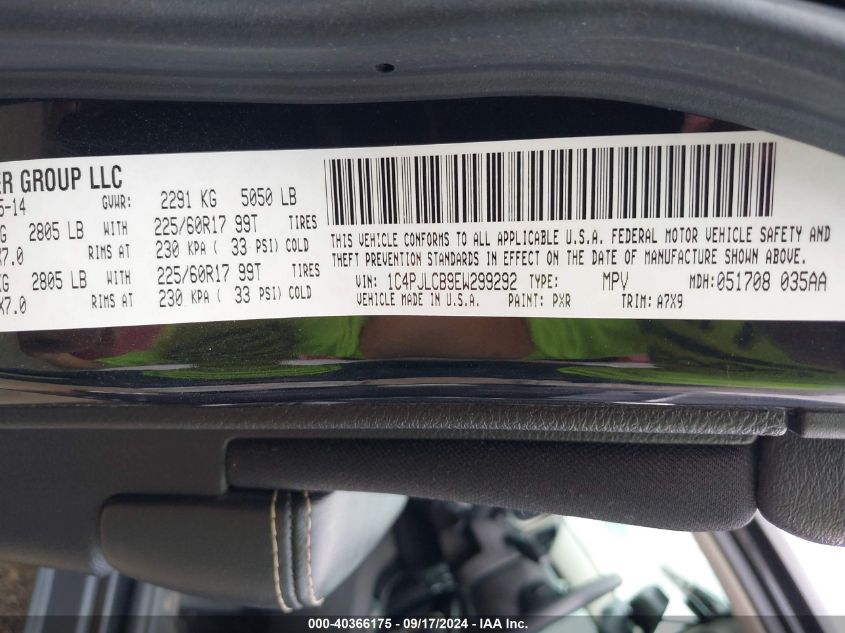 ER GROUP LLC
5-14 GVWR: 2291 KG 5050 LB
KG 2805 LB WITH 225/60R17 99T TIRES
X7.0 RIMS AT 230 KPA ( 33 PSI) COLD
KG 2805 LB WITH 225/60R17 99T TIRES
X7.0 RIMS AT 230 KPA ( 33 PSI) COLD
THIS VEHICLE CONFORMS TO ALL APPLICABLE U.S.A. FEDERAL MOTOR VEHICLE SAFETY AND
THEFT PREVENTION STANDARDS IN EFFECT ON THE DATE OF MANUFACTURE SHOWN ABOVE.
VIN: 1C4PJLCB9EW299292 TYPE: MPV MDH: 051708 035AA
VEHICLE MADE IN U.S.A. PAINT: PXR TRIM: A7X9
000-40366175 - 09/17/2024 - IAA Inc.